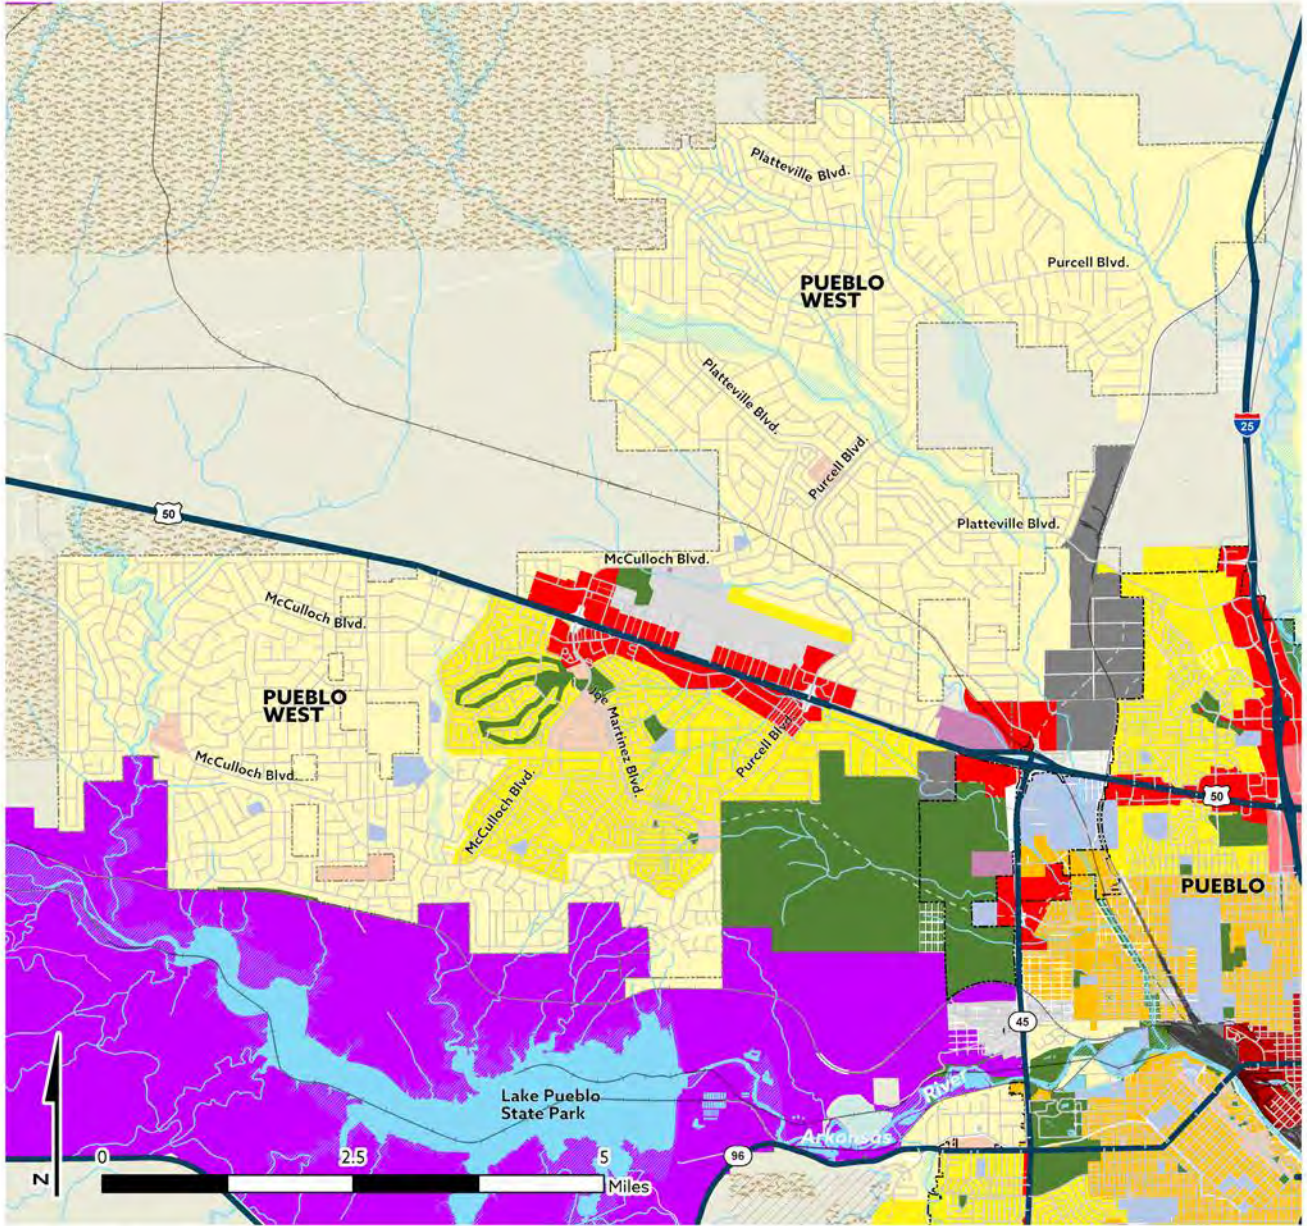 Platteville Blvd.
Purcell Blvd.
PUEBLO
WEST
Platteville Blvd.
25
Purcell Blvd.
50
Platteville Blvd.
McCulloch Blvd.
McCulloch Blvd.
PUEBLO
WEST
Joe Martinez Blvd.
Purcell Blvd.
McCulloch Blvd.
McCulloch Blvd.
50
PUEBLO
45
Lake Pueblo
State Park
River
Arkansas
96
N
0
2.5
5
Miles